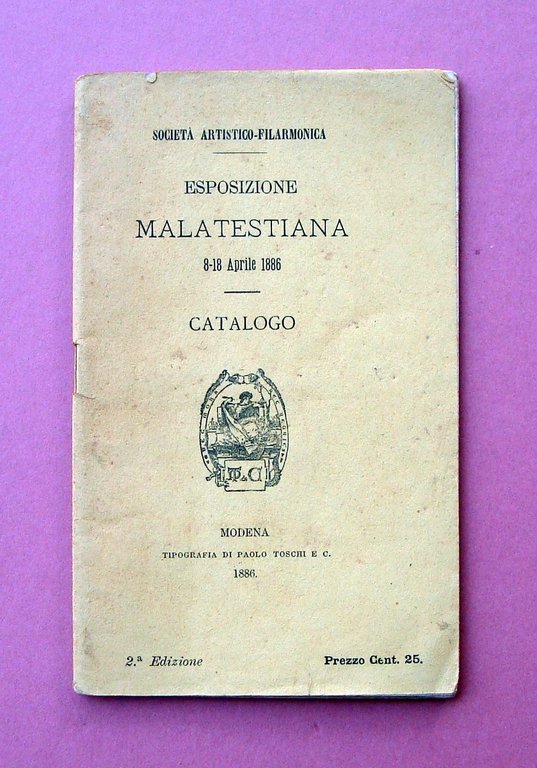 SOCIETÀ ARTISTICO-FILARMONICA
ESPOSIZIONE
MALATESTIANA
8-18 Aprile 1886
CATALOGO
MODENA
TIPOGRAFIA DI PAOLO TOSCHI E C.
1886.
2.ª Edizione
Prezzo Cent. 25.